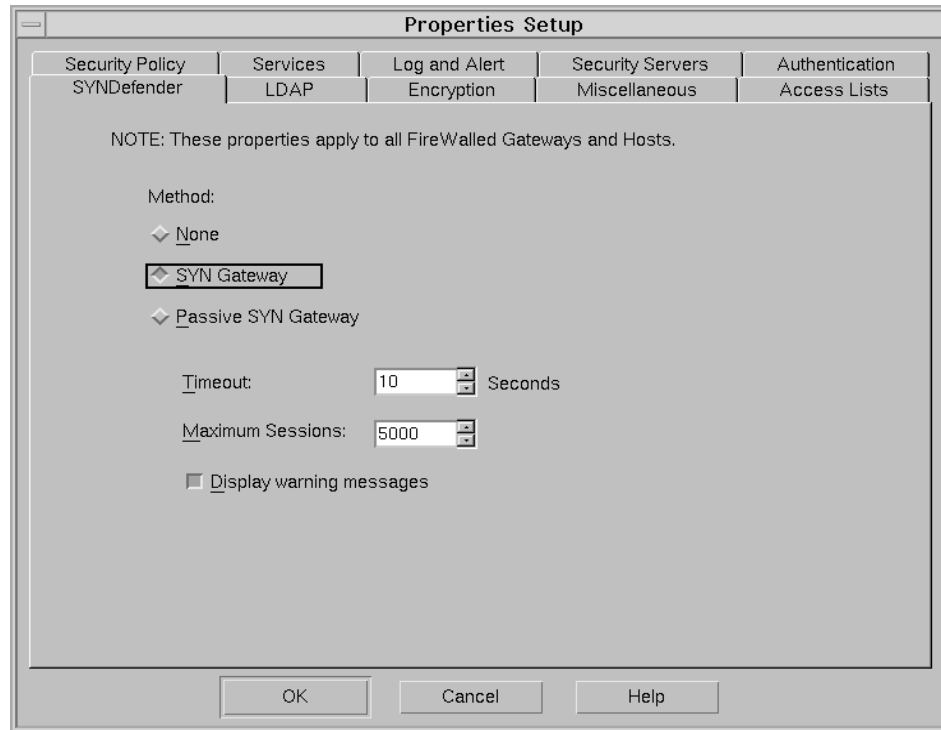 Properties Setup
Security Policy Services Log and Alert Security Servers Authentication
SYNDefender LDAP Encryption Miscellaneous Access Lists
NOTE: These properties apply to all FireWalled Gateways and Hosts.
Method:
None
SYN Gateway
Passive SYN Gateway
Timeout: 10 Seconds
Maximum Sessions: 5000
Display warning messages
OK Cancel Help